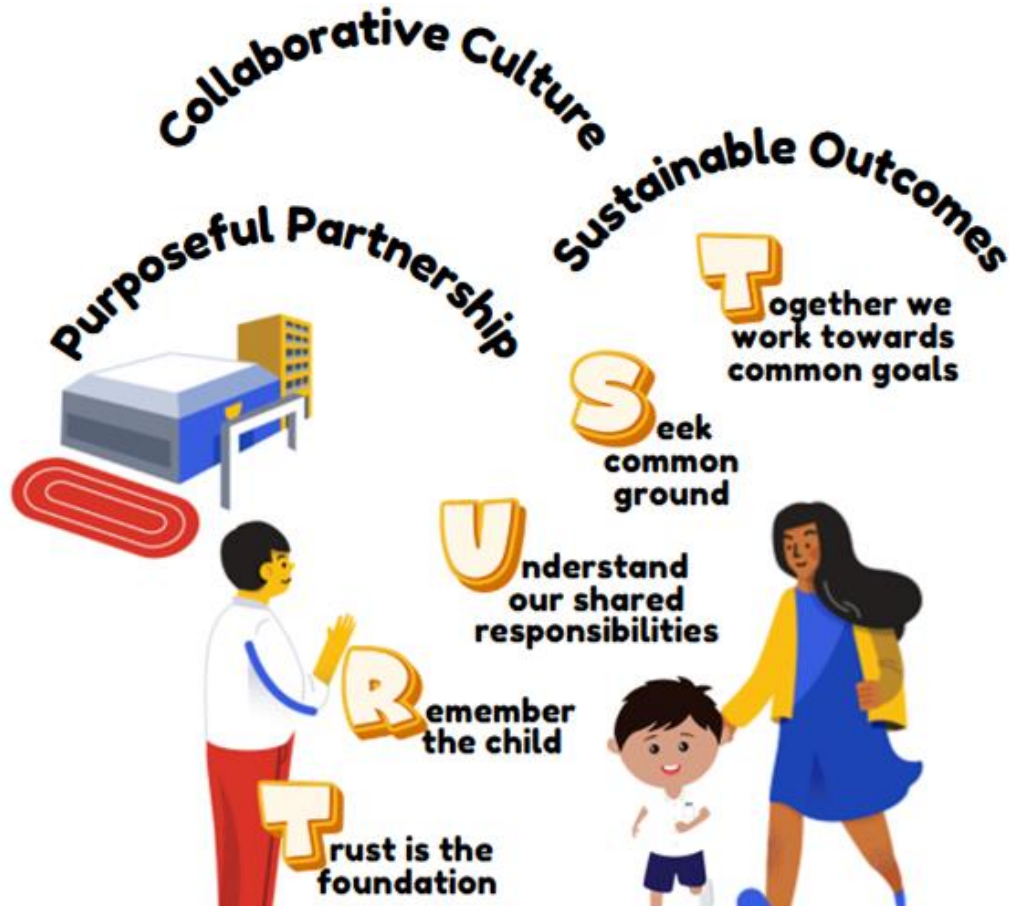 Collaborative Culture
Sustainable Outcomes
Purposeful Partnership
Together we
work towards
common goals
Seek
common
ground
Understand
our shared
responsibilities
Remember
the child
Trust is the
foundation